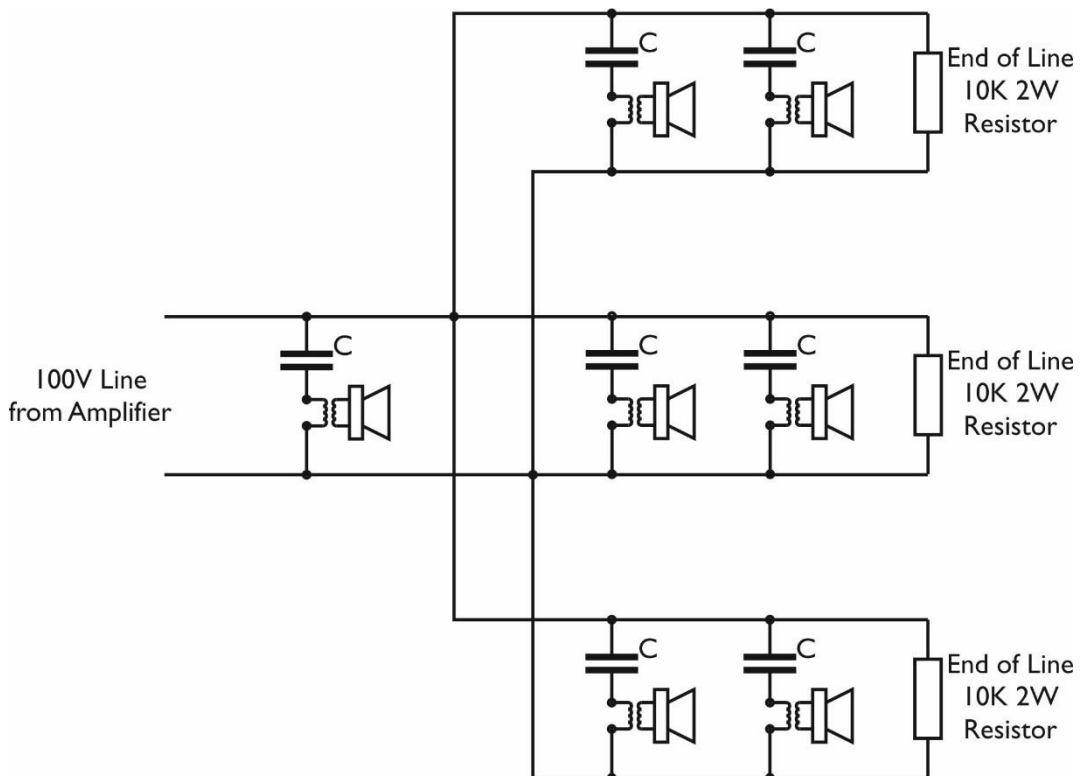 C
C
End of Line
10K 2W
Resistor
100V Line
from Amplifier
C
C
C
End of Line
10K 2W
Resistor
C
C
End of Line
10K 2W
Resistor